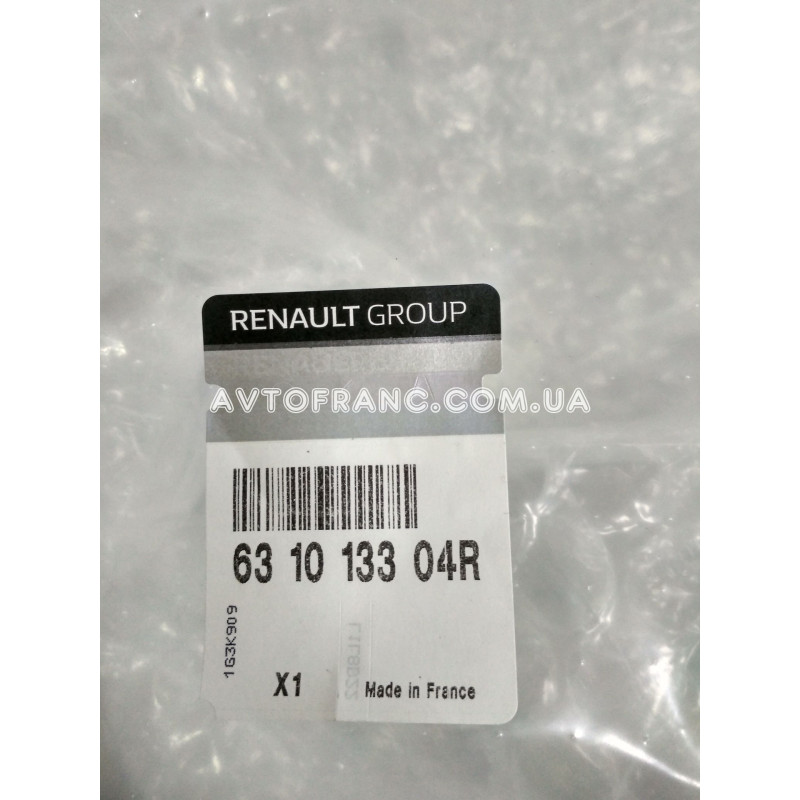 RENAULT GROUP
AVTOFRANC.COM.UA
63 10 133 04R
1G3K909
X1
Made in France